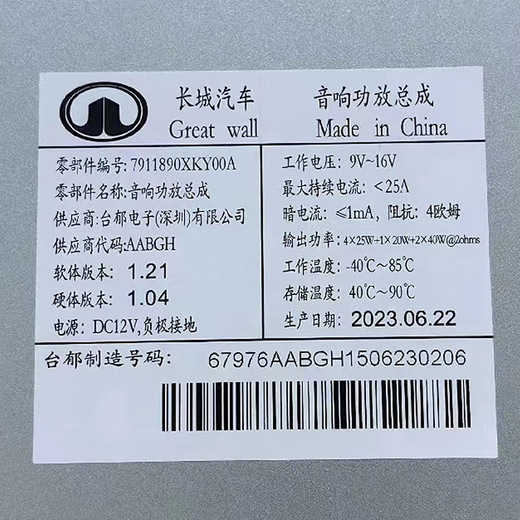 长城汽车
Great wall
音响功放总成
Made in China
零部件编号: 7911890XKY00A
零部件名称:音响功放总成
供应商:台郁电子(深圳)有限公司
供应商代码:AABGH
软体版本: 1.21
硬体版本: 1.04
电源: DC12V,负极接地
工作电压: 9V~16V
最大持续电流: <25A
暗电流: ≤1mA, 阻抗: 4欧姆
输出功率: 4×25W+1×20W+2×40W@2ohms
工作温度: -40℃~85℃
存储温度: 40℃~90℃
生产日期: 2023.06.22
台郁制造号码: 67976AABGH1506230206